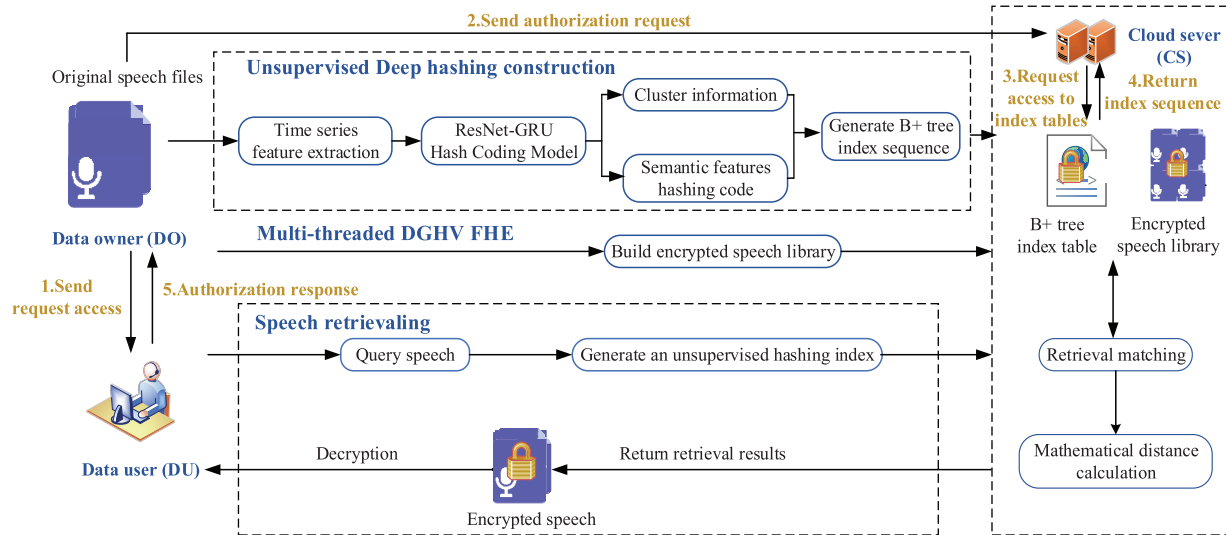 2.Send authorization request
Cloud sever
(CS)
Original speech files
Unsupervised Deep hashing construction
3.Request
access to
index tables
4.Return
index sequence
Time series
feature extraction
ResNet-GRU
Hash Coding Model
Cluster information
Semantic features
hashing code
Generate B+ tree
index sequence
B+ tree
index table
Encrypted
speech library
Data owner (DO)
Multi-threaded DGHV FHE
Build encrypted speech library
1.Send
request access
5.Authorization response
Speech retrievaling
Query speech
Generate an unsupervised hashing index
Retrieval matching
Mathematical distance
calculation
Data user (DU)
Decryption
Return retrieval results
Encrypted speech